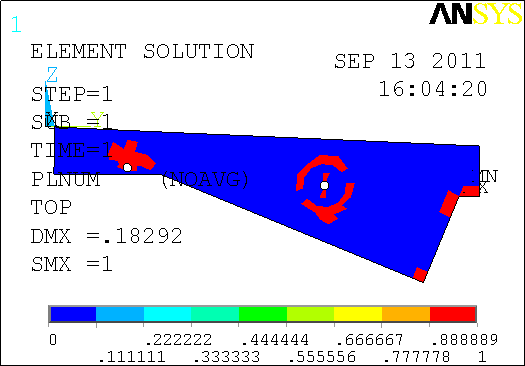 1
ANSYS
ELEMENT SOLUTION
SEP 13 2011
16:04:20
Z
STEP=1
SUB =1
Y
TIME=1
PLNUM (NOAVG)
MN
TOP
DMX =.18292
SMX =1
0 .222222 .444444 .666667 .888889
.111111 .333333 .555556 .777778 1